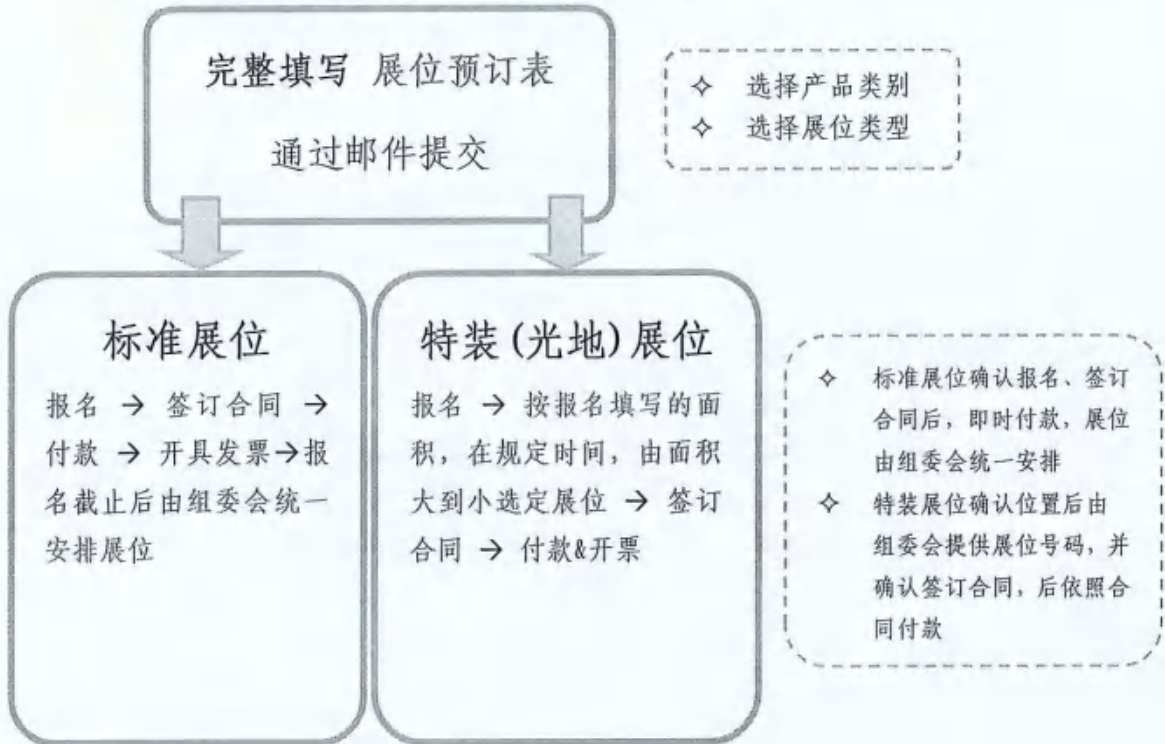 完整填写 展位预订表
通过邮件提交
✧ 选择产品类别
✧ 选择展位类型
标准展位
报名 → 签订合同 →
付款 → 开具发票→报
名截止后由组委会统一
安排展位
特装(光地)展位
报名 → 按报名填写的面
积，在规定时间，由面积
大到小选定展位 → 签订
合同 → 付款&开票
✧ 标准展位确认报名、签订
合同后，即时付款，展位
由组委会统一安排
✧ 特装展位确认位置后由
组委会提供展位号码，并
确认签订合同，后依照合
同付款